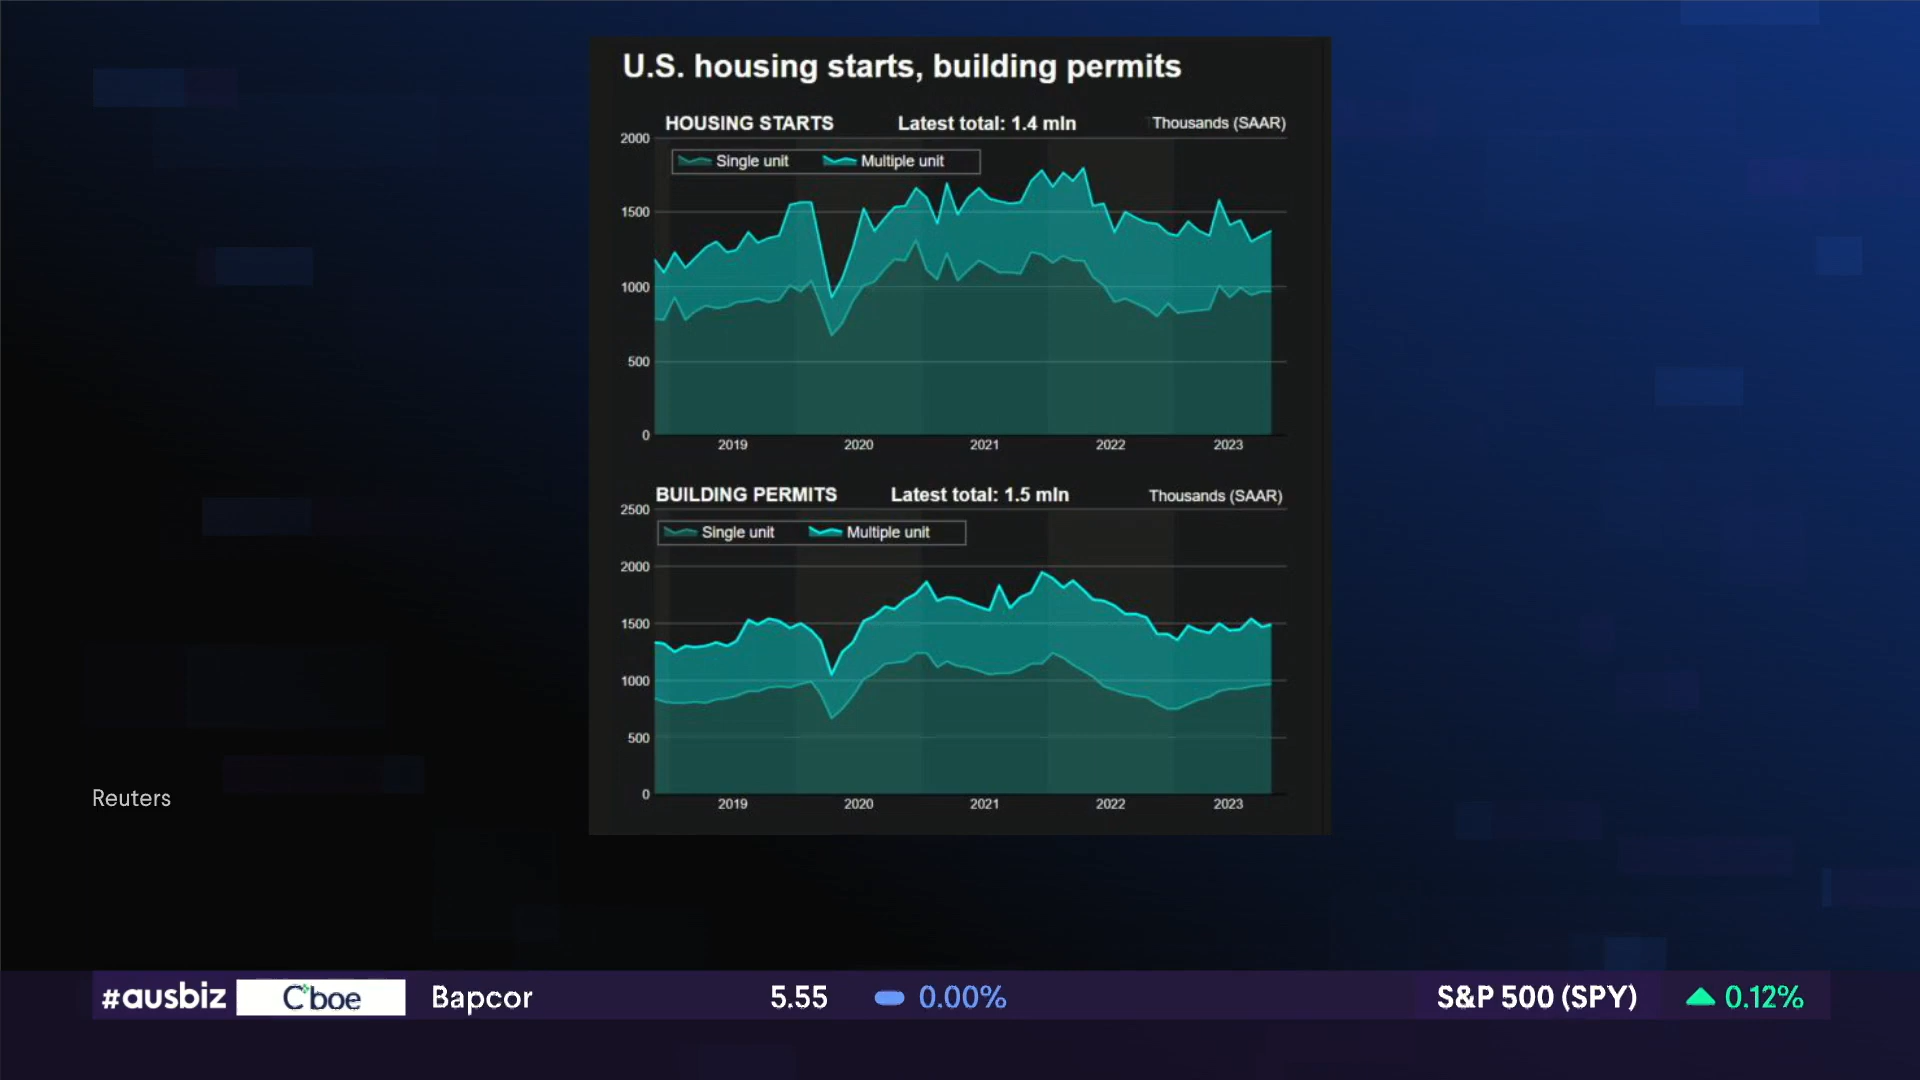 U.S. housing starts, building permits
HOUSING STARTS Latest total: 1.4 mln Thousands (SAAR)
2000
Single unit Multiple unit
1500
1000
500
0
2019 2020 2021 2022 2023
BUILDING PERMITS Latest total: 1.5 mln Thousands (SAAR)
2500
Single unit Multiple unit
2000
1500
1000
500
0
2019 2020 2021 2022 2023
Reuters
#ausbiz Cboe Bapcor 5.55 0.00% S&P 500 (SPY) 0.12%